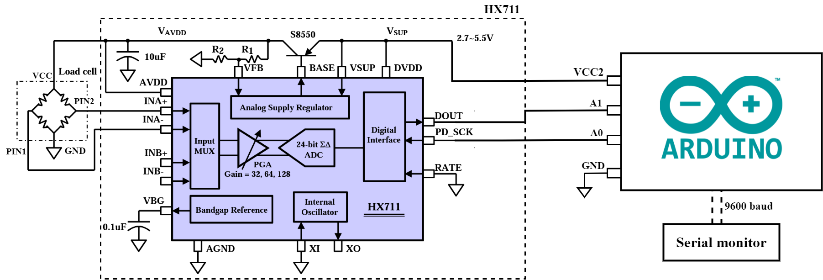 HX711
VAVDD
S8550
VSUP
R2
R1
2.7~5.5V
10uF
VCC
Load cell
VFB
BASE
VSUP
DVDD
VCC2
AVDD
INA+
INA-
PIN2
PIN1
GND
Analog Supply Regulator
DOUT
A1
PD_SCK
A0
Input
MUX
PGA
Gain = 32, 64, 128
24-bit ΣΔ
ADC
Digital
Interface
INB+
INB-
RATE
GND
™
ARDUINO
VBG
0.1uF
Bandgap Reference
Internal
Oscillator
HX711
AGND
XI
XO
9600 baud
Serial monitor